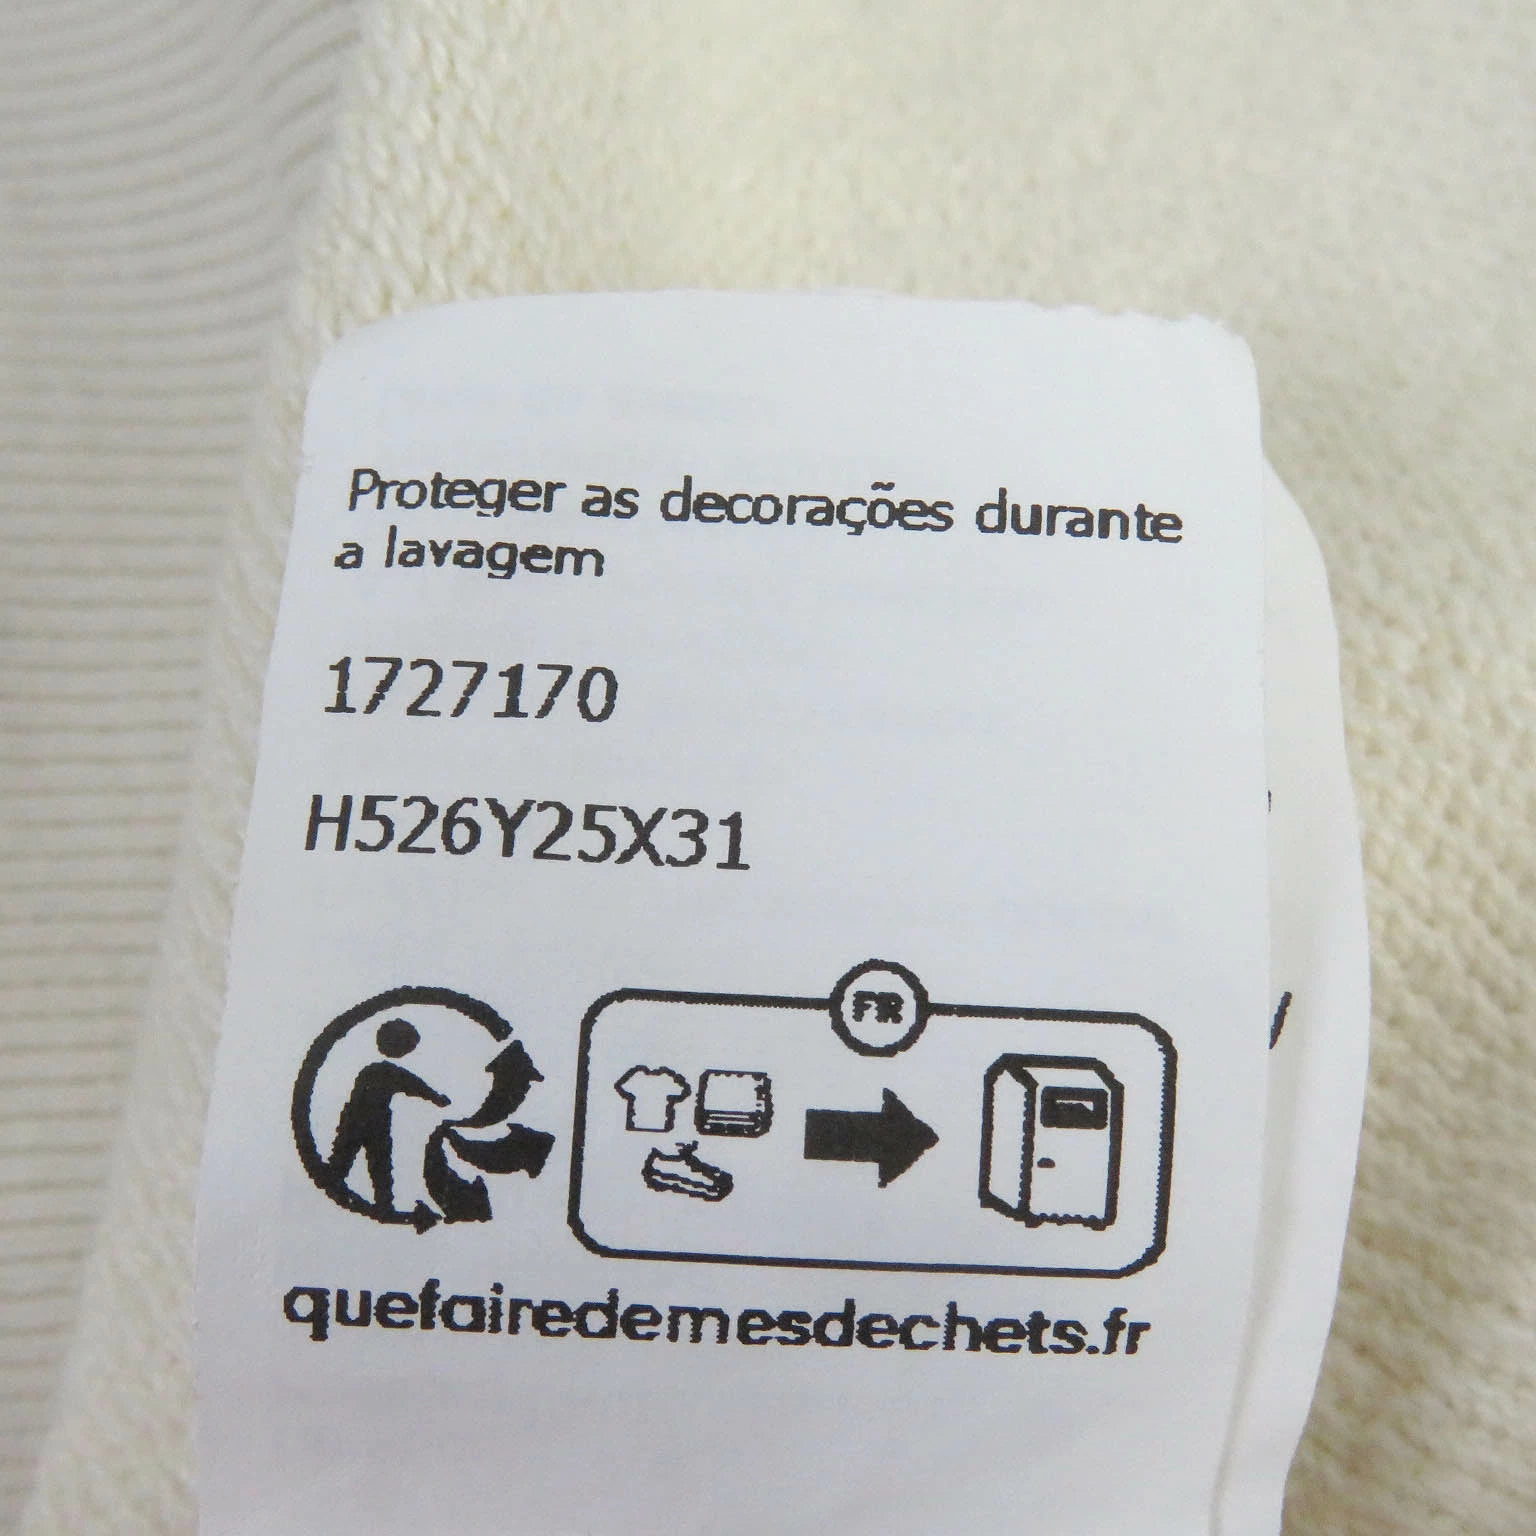 Proteger as decorações durante
a lavagem
1727170
H526Y25X31
FR
quefairedemesdechets.fr